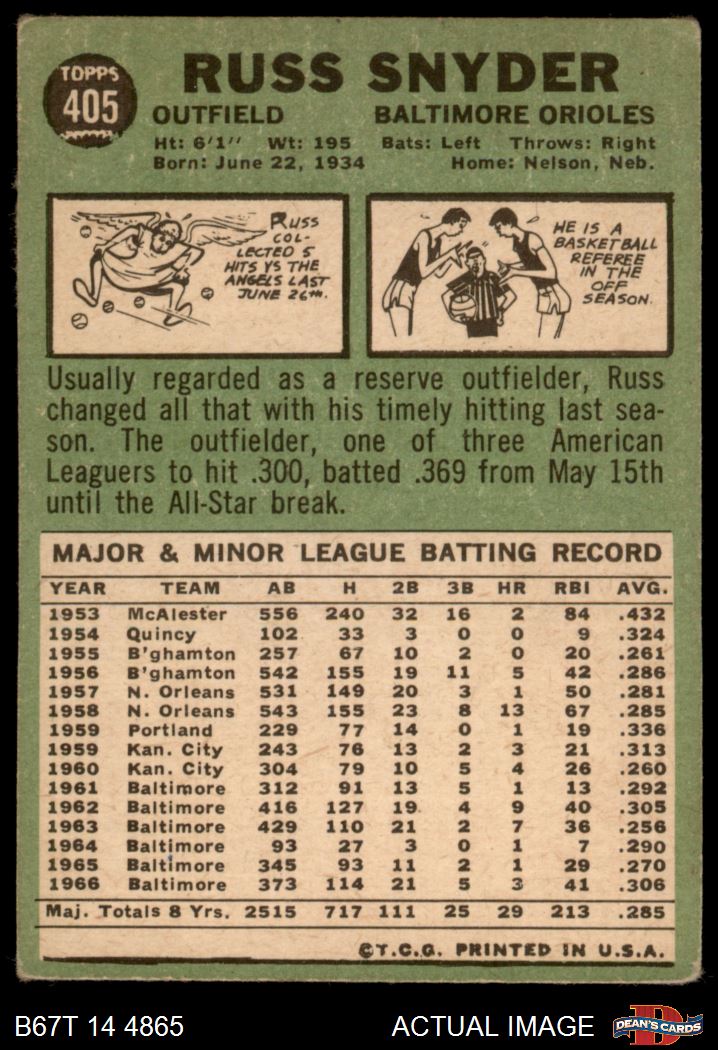 TOPPS
405
RUSS SNYDER
OUTFIELD BALTIMORE ORIOLES
Ht: 6'1" Wt: 195 Bats: Left Throws: Right
Born: June 22, 1934 Home: Nelson, Neb.
RUSS
COL-
LECTED 5
HITS VS THE
ANGELS LAST
JUNE 26TH.
HE IS A
BASKETBALL
REFEREE
IN THE
OFF
SEASON.
Usually regarded as a reserve outfielder, Russ
changed all that with his timely hitting last sea-
son. The outfielder, one of three American
Leaguers to hit .300, batted .369 from May 15th
until the All-Star break.
MAJOR & MINOR LEAGUE BATTING RECORD
YEAR TEAM AB H 2B 3B HR RBI AVG.
1953 McAlester 556 240 32 16 2 84 .432
1954 Quincy 102 33 3 0 0 9 .324
1955 B'ghamton 257 67 10 2 0 20 .261
1956 B'ghamton 542 155 19 11 5 42 .286
1957 N. Orleans 531 149 20 3 1 50 .281
1958 N. Orleans 543 155 23 8 13 67 .285
1959 Portland 229 77 14 0 1 19 .336
1959 Kan. City 243 76 13 2 3 21 .313
1960 Kan. City 304 79 10 5 4 26 .260
1961 Baltimore 312 91 13 5 1 13 .292
1962 Baltimore 416 127 19 4 9 40 .305
1963 Baltimore 429 110 21 2 7 36 .256
1964 Baltimore 93 27 3 0 1 7 .290
1965 Baltimore 345 93 11 2 1 29 .270
1966 Baltimore 373 114 21 5 3 41 .306
Maj. Totals 8 Yrs. 2515 717 111 25 29 213 .285
©T.C.G. PRINTED IN U.S.A.
B67T 14 4865 ACTUAL IMAGE
D
DEAN'S CARDS